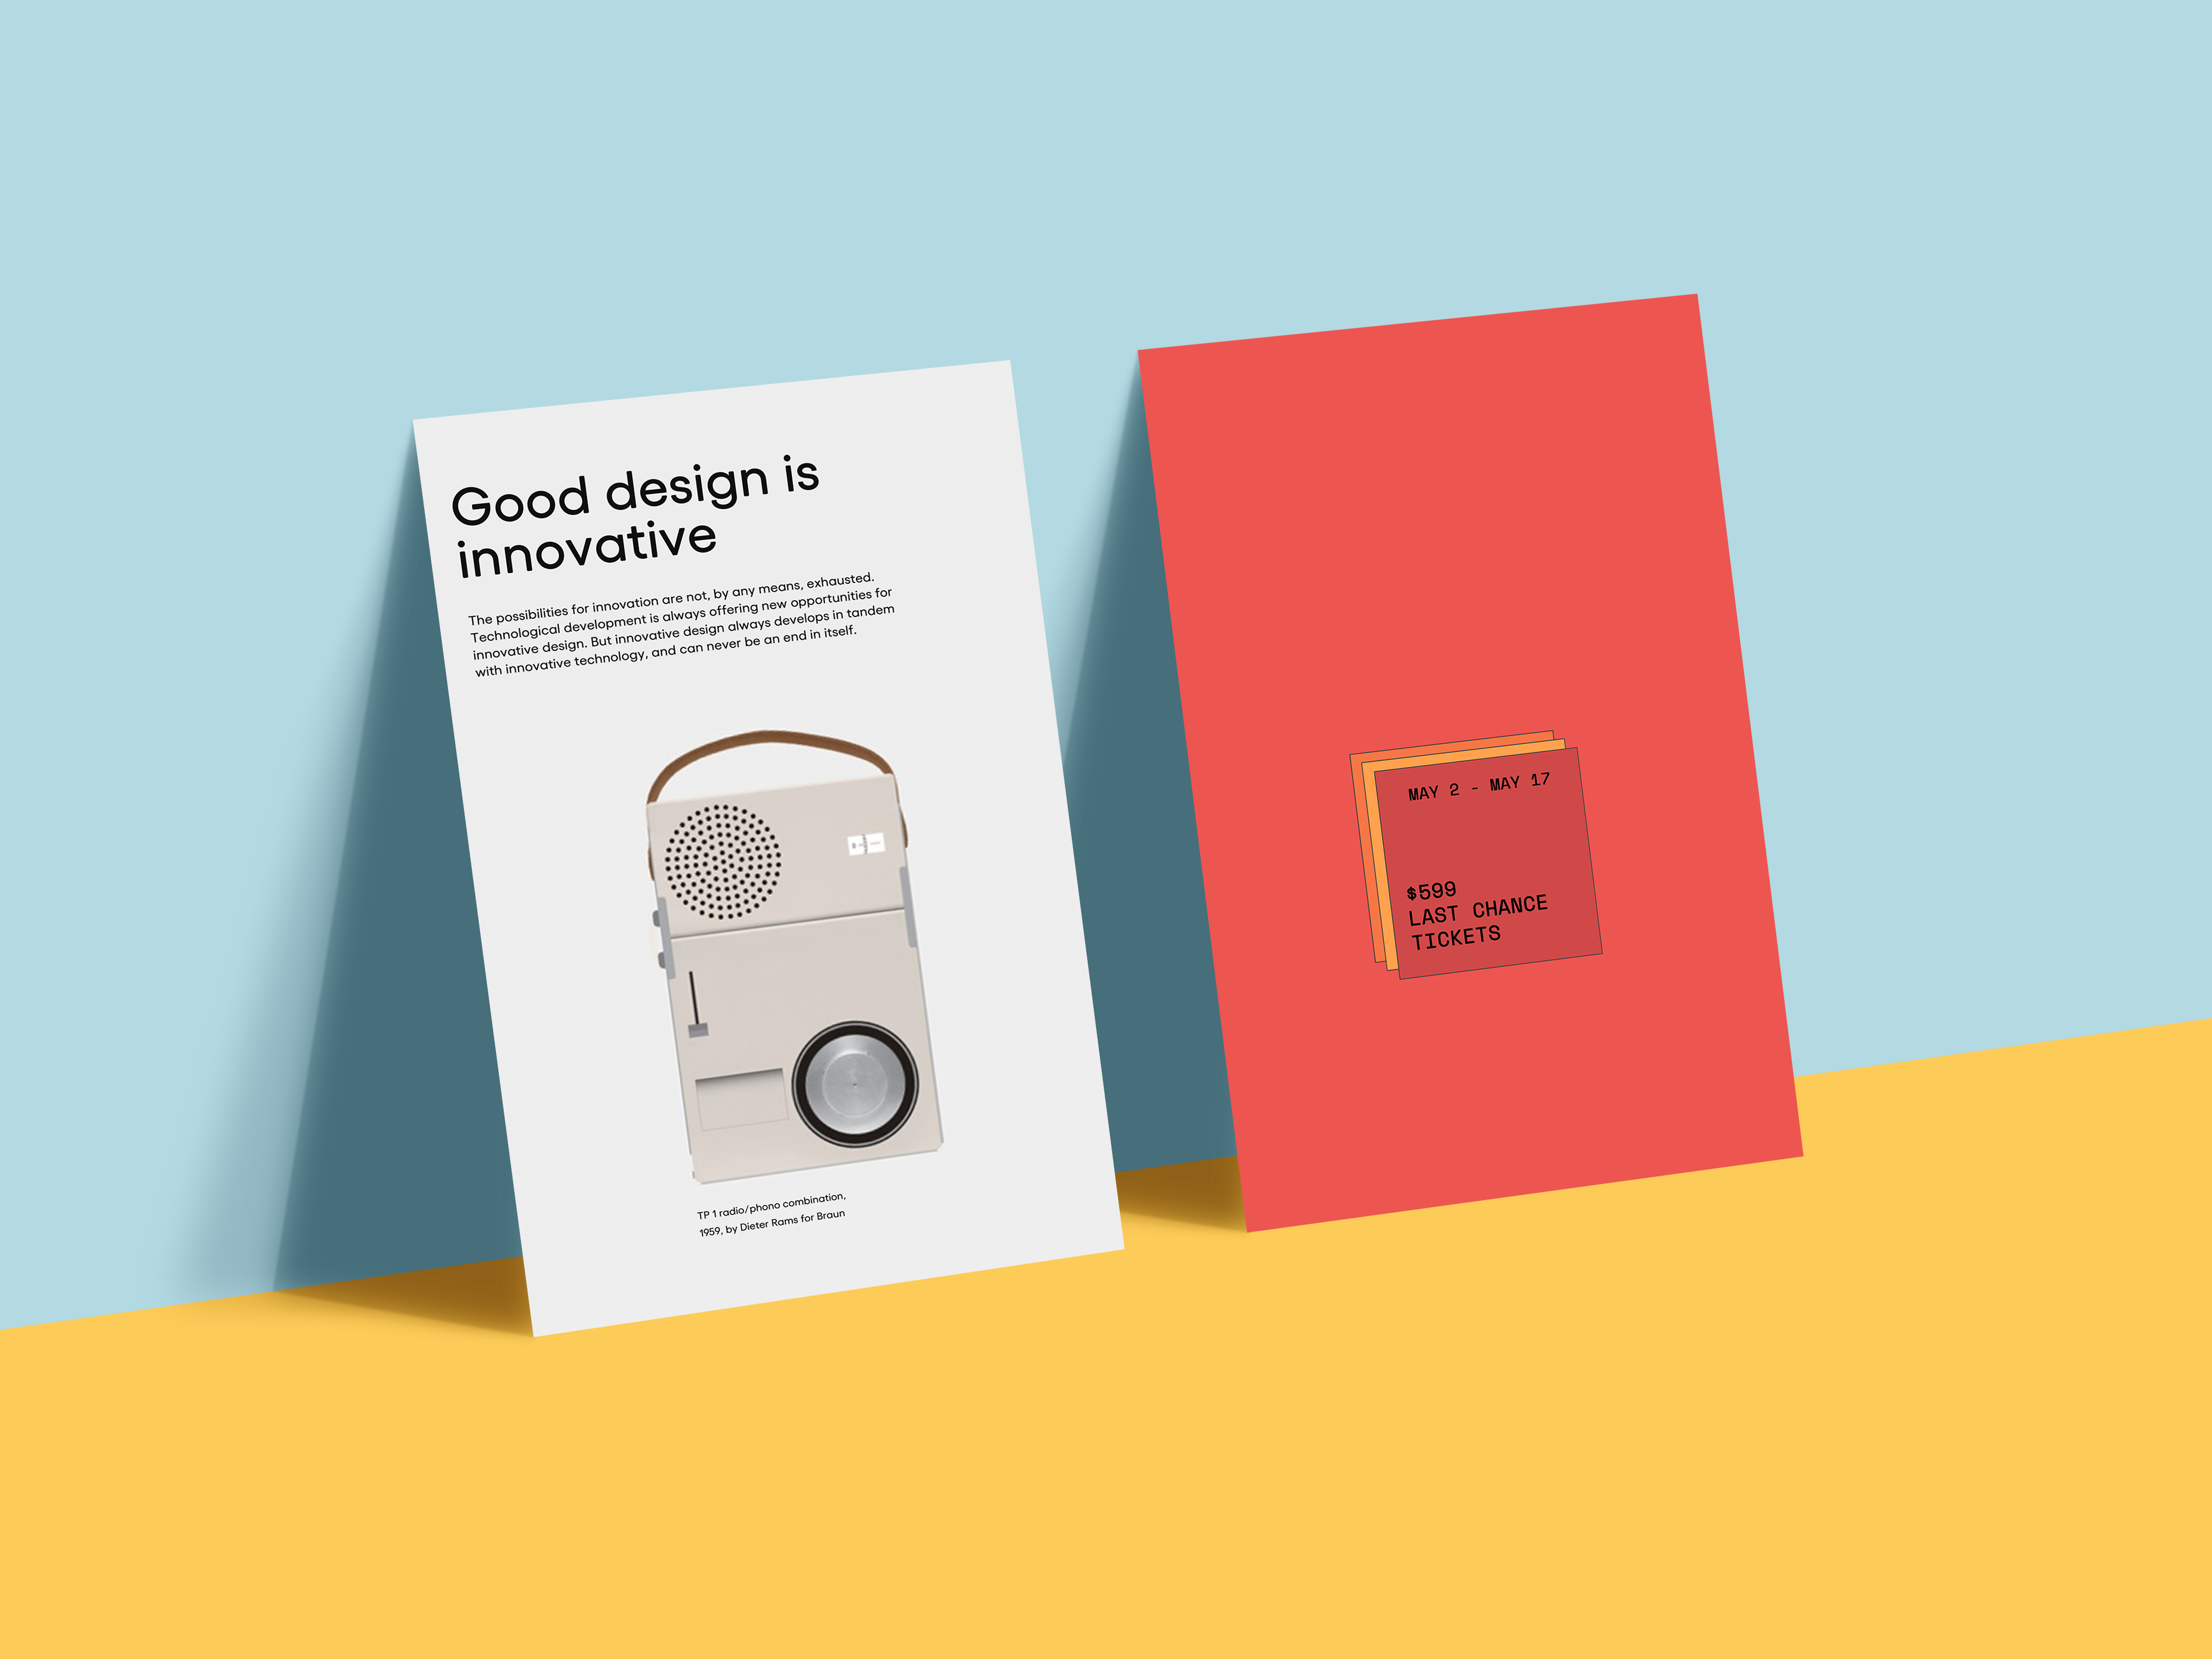 Good design is
innovative
The possibilities for innovation are not, by any means, exhausted.
Technological development is always offering new opportunities for
innovative design. But innovative design always develops in tandem
with innovative technology, and can never be an end in itself.
TP 1 radio/phono combination,
1959, by Dieter Rams for Braun
MAY 2 - MAY 17
$599
LAST CHANCE
TICKETS